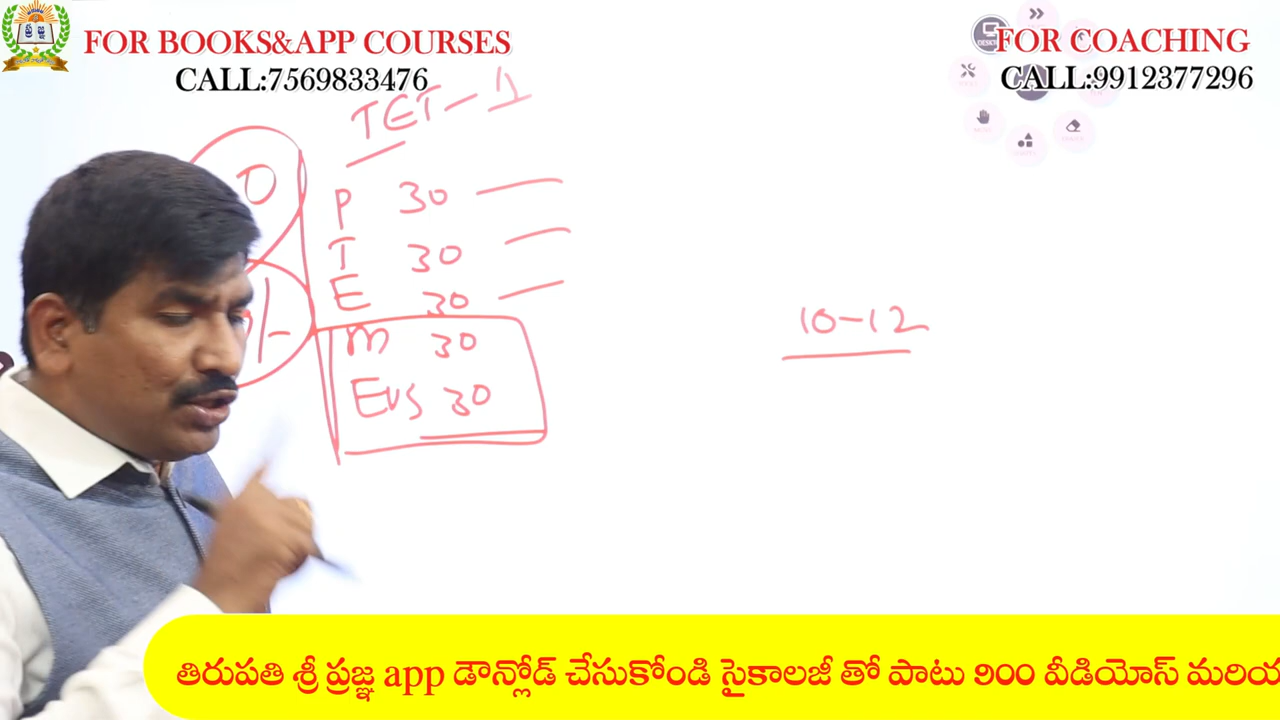 FOR BOOKS&APP COURSES
CALL:7569833476
FOR COACHING
CALL:9912377296
TET-1
P 30
T 30
E 30
m 30
Evs 30
10-12
తిరుపతి శ్రీ ప్రజ్ఞ app డౌన్లోడ్ చేసుకోండి సైకాలజీ తో పాటు 900 వీడియోస్ మరియ